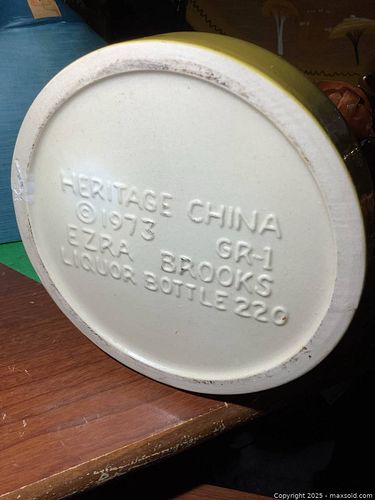 HERITAGE CHINA
© 1973 GR-1
EZRA BROOKS
LIQUOR BOTTLE 220
Copyright 2025 - maxsold.com